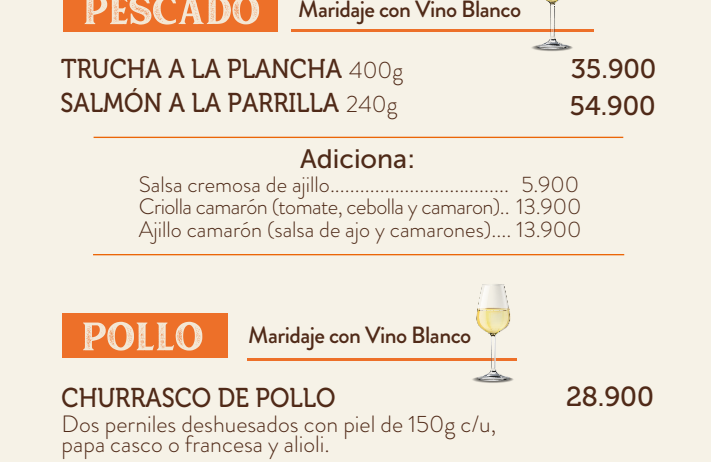 PESCADO
Maridaje con Vino Blanco
TRUCHA A LA PLANCHA 400g 35.900
SALMÓN A LA PARRILLA 240g 54.900
Adiciona:
Salsa cremosa de ajillo.................................... 5.900
Criolla camarón (tomate, cebolla y camaron).. 13.900
Ajillo camarón (salsa de ajo y camarones).... 13.900
POLLO
Maridaje con Vino Blanco
CHURRASCO DE POLLO 28.900
Dos perniles deshuesados con piel de 150g c/u,
papa casco o francesa y alioli.